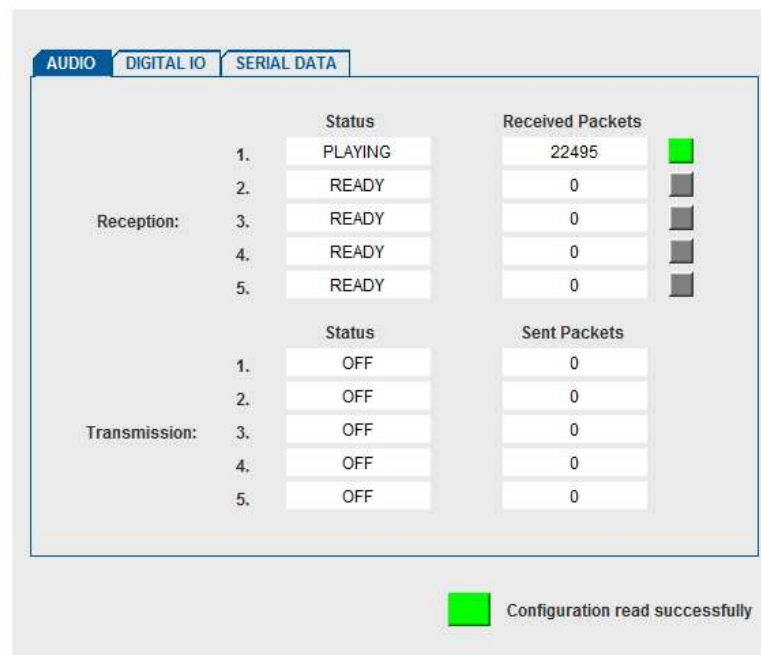 AUDIO DIGITAL IO SERIAL DATA
Status Received Packets
1. PLAYING 22495
2. READY 0
Reception: 3. READY 0
4. READY 0
5. READY 0
Status Sent Packets
1. OFF 0
2. OFF 0
Transmission: 3. OFF 0
4. OFF 0
5. OFF 0
Configuration read successfully